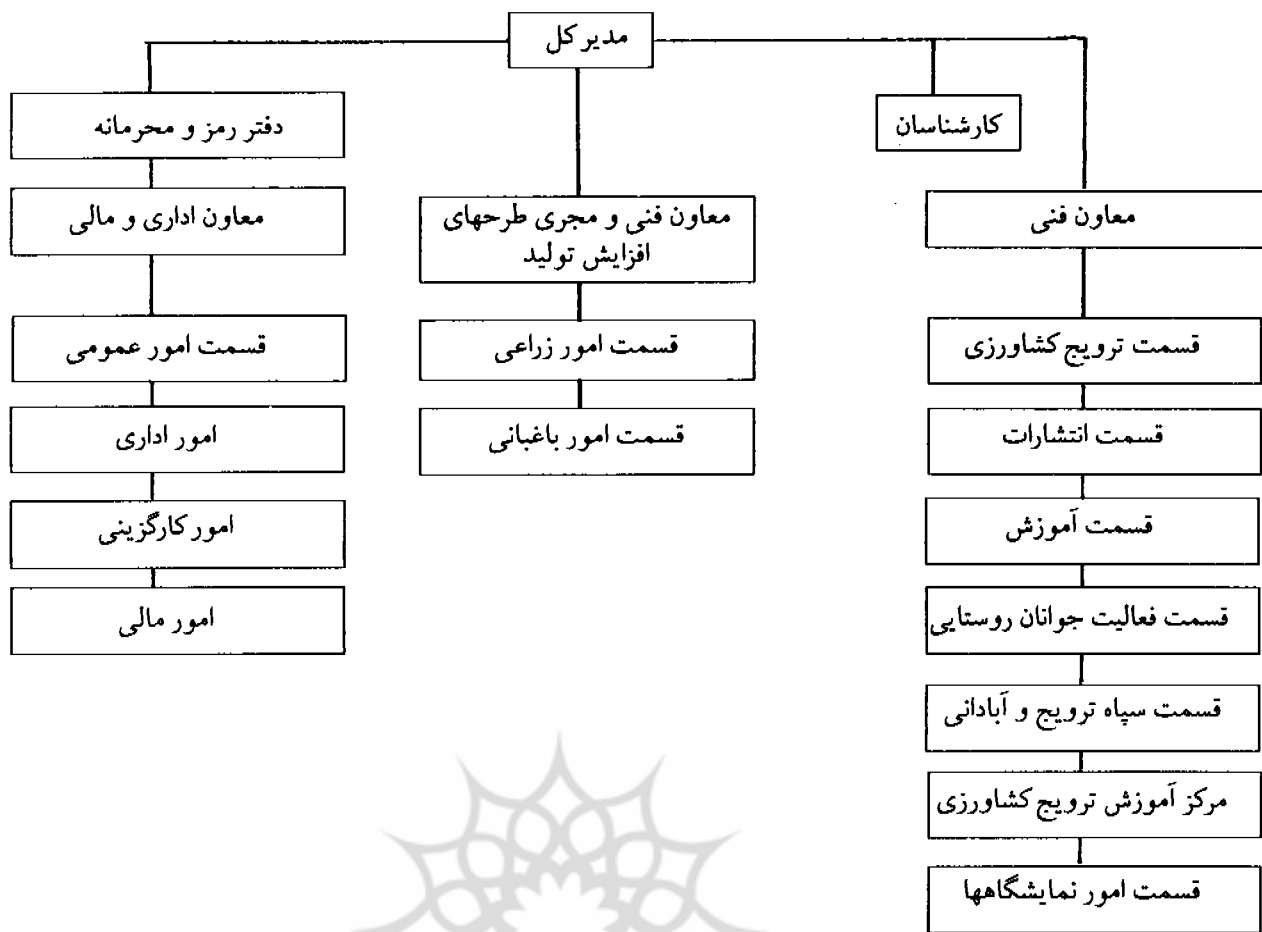 مدیر کل
کارشناسان
معاون فنی
قسمت ترویج کشاورزی
قسمت انتشارات
قسمت آموزش
قسمت فعالیت جوانان روستایی
قسمت سپاه ترویج و آبادانی
مرکز آموزش ترویج کشاورزی
قسمت امور نمایشگاهها
معاون فنی و مجری طرحهای
افزایش تولید
قسمت امور زراعی
قسمت امور باغبانی
دفتر رمز و محرمانه
معاون اداری و مالی
قسمت امور عمومی
امور اداری
امور کارگزینی
امور مالی